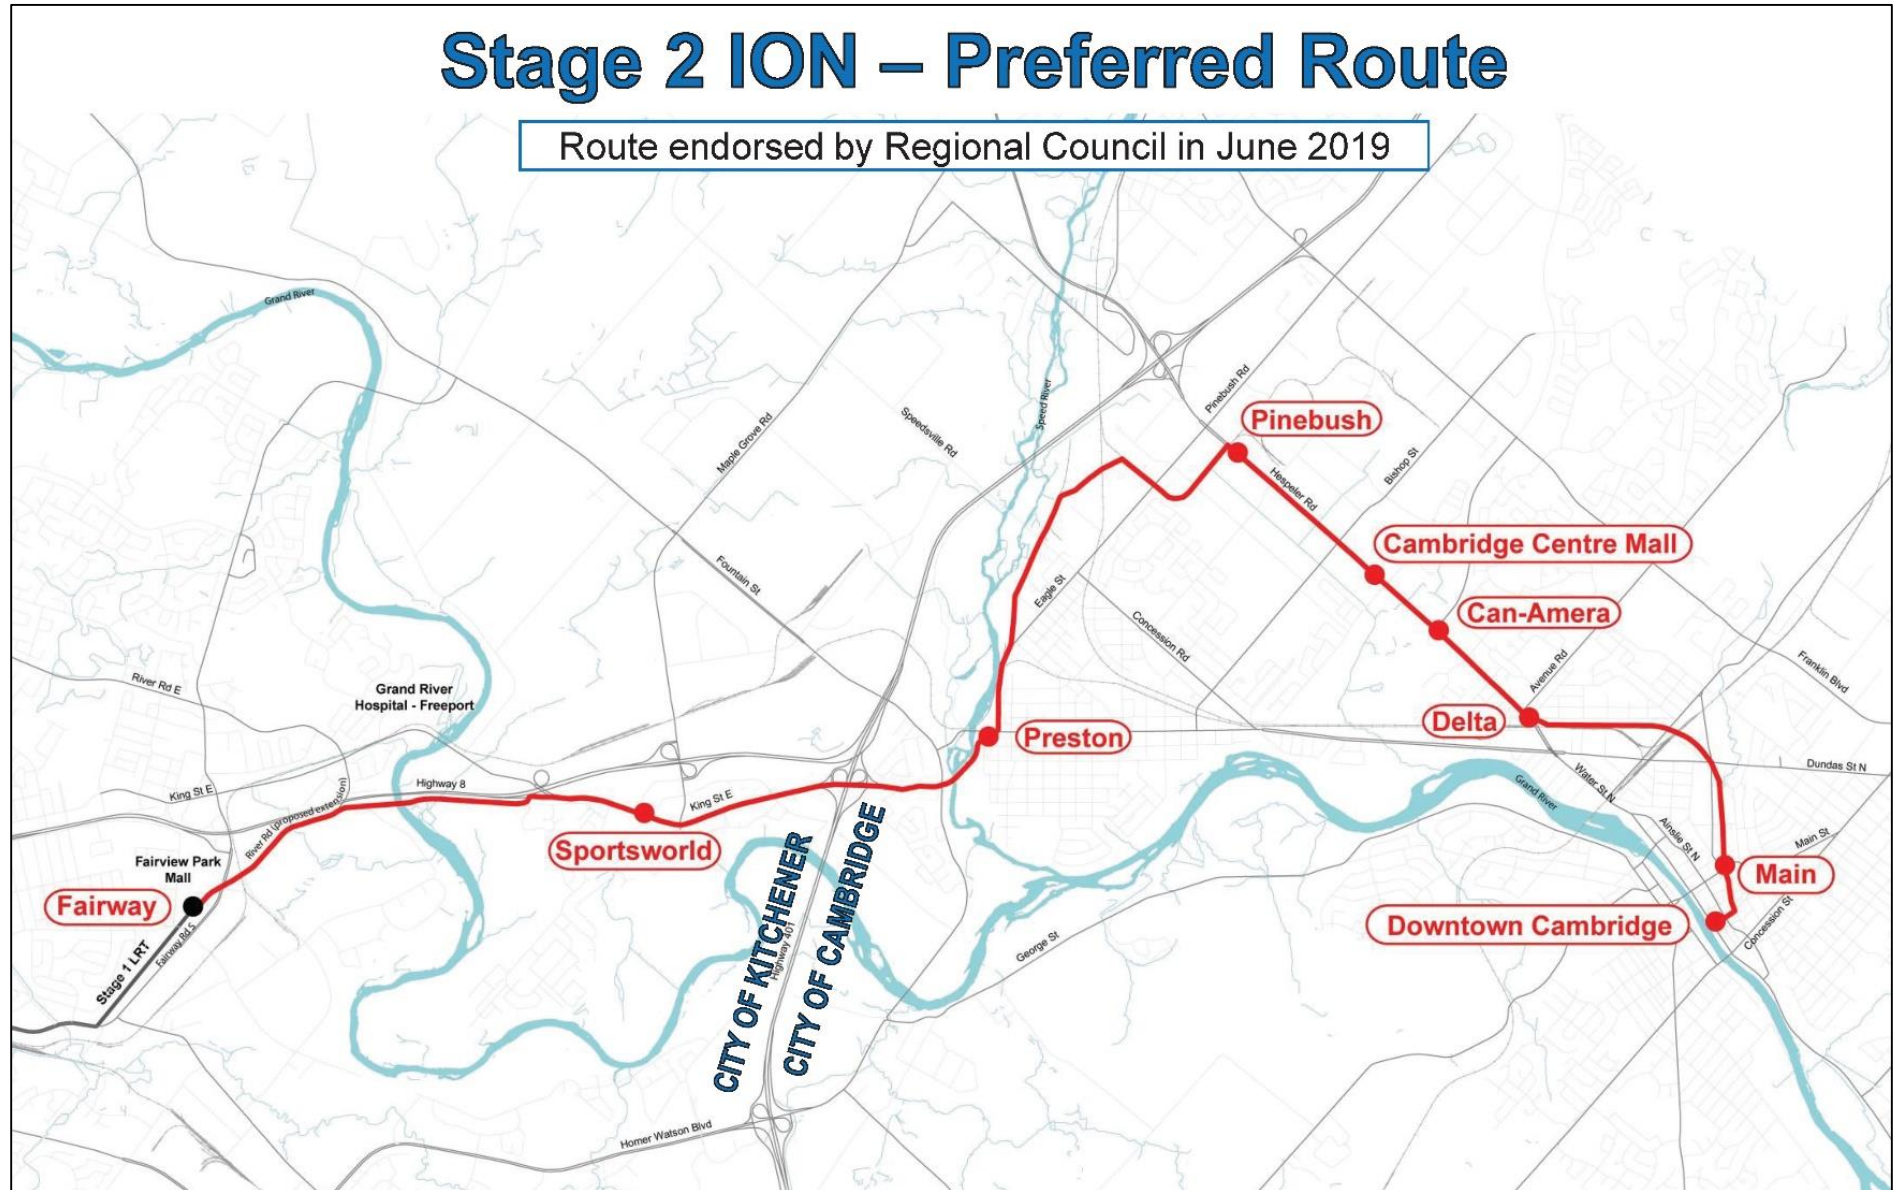 Stage 2 ION – Preferred Route
Route endorsed by Regional Council in June 2019
Grand River
Speed River
Maple Grove Rd
Speedsville Rd
Pinebush Rd
Pinebush
Hespeler Rd
Bishop St
Cambridge Centre Mall
Fountain St
Eagle St
Can-Amera
Concession Rd
Avenue Rd
Franklin Blvd
River Rd E
Grand River
Hospital - Freeport
Delta
Preston
Dundas St N
Highway 8
King St E
River Rd (proposed extension)
King St E
Water St N
Grand River
Sportsworld
Ainslie St N
Main St
Fairview Park
Mall
Main
Fairway
Downtown Cambridge
Concession St
Stage 1 LRT
Fairway Rd S
CITY OF KITCHENER
Highway 401
CITY OF CAMBRIDGE
George St
Homer Watson Blvd